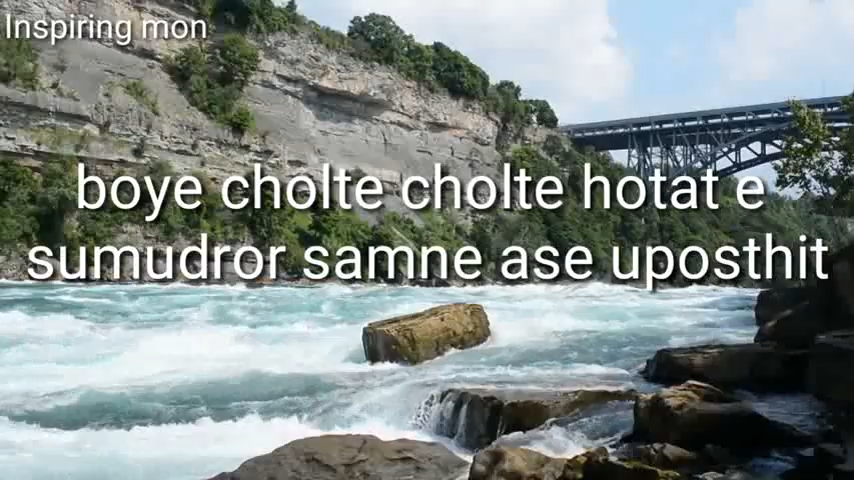 Inspiring mon
boye cholte cholte hotat e
sumudror samne ase uposthit